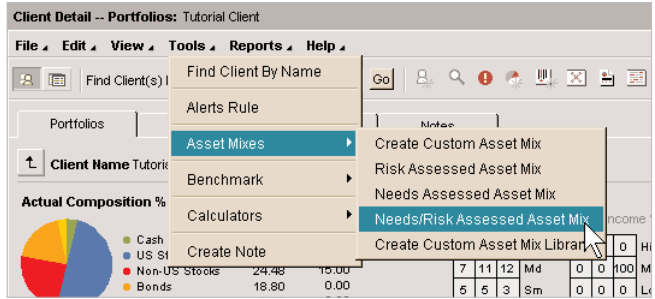 Client Detail -- Portfolios: Tutorial Client
File Edit View Tools Reports Help
Find Client(s) Go
Find Client By Name
Alerts Rule
Asset Mixes
Benchmark
Calculators
Create Note
Create Custom Asset Mix
Risk Assessed Asset Mix
Needs Assessed Asset Mix
Needs/Risk Assessed Asset Mix
Create Custom Asset Mix
Portfolios Notes
Client Name
Actual Composition %
Cash
US
Non-US Stocks 24.48 15.00
Bonds 18.80 0.00
0
7 11 12 Md 0 0 100
5 5 3 Sm 0 0